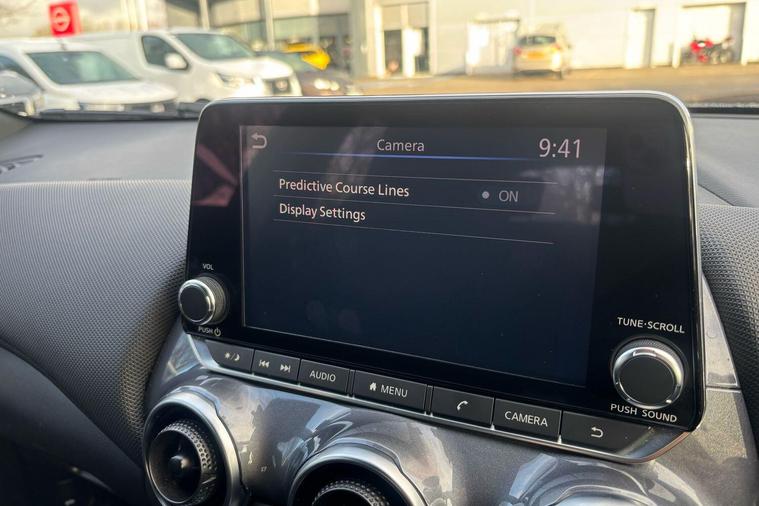 Camera
9:41
Predictive Course Lines
ON
Display Settings
VOL
PUSH
TUNE·SCROLL
PUSH SOUND
AUDIO
MENU
CAMERA